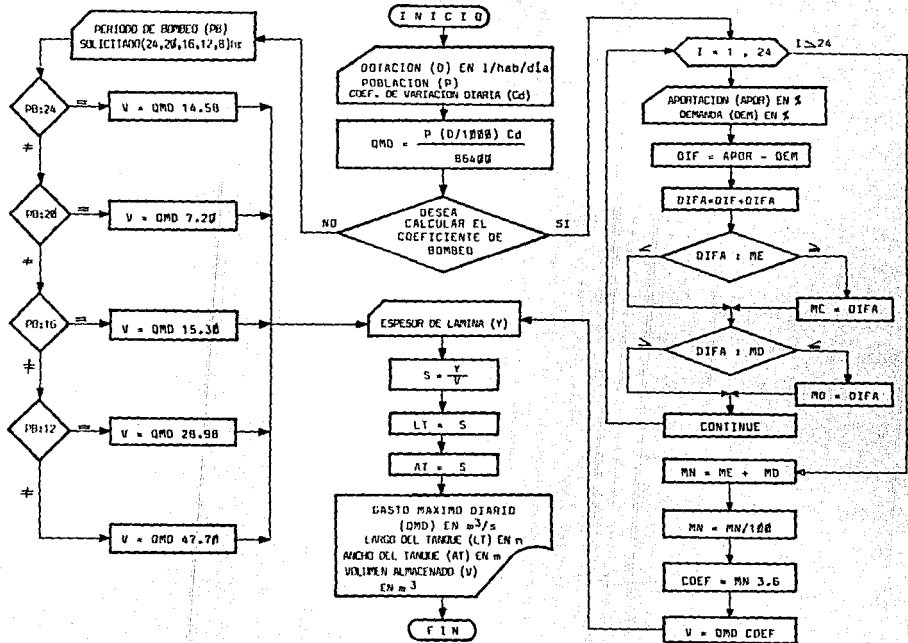 INICIO
DOTACION (D) EN l/hab/día
POBLACION (P)
COEF. DE VARIACION DIARIA (Cd)
QMD = P (D/1000) Cd
86400
DESEA
CALCULAR EL
COEFICIENTE DE
BOMBEO
NO
SI
PERIODO DE BOMBEO (PB)
SOLICITADO(24,20,16,12,8)hr
PB:24
=
V = QMD 14.58
≠
PB:20
=
V = QMD 7.20
≠
PB:16
=
V = QMD 15.30
≠
PB:12
=
V = QMD 28.98
≠
V = QMD 47.70
I = 1 , 24
I ≥24
APORTACION (APOR) EN %
DEMANDA (DEM) EN %
DIF = APOR - DEM
DIFA=DIF+DIFA
DIFA : ME
≤
≥
ME = DIFA
DIFA : MD
≥
≤
MD = DIFA
CONTINUE
MN = ME + MD
MN = MN/100
COEF = MN 3.6
V = QMD COEF
ESPESOR DE LAMINA (Y)
S = Y
V
LT = S
AT = S
GASTO MAXIMO DIARIO
(QMD) EN m³/s
LARGO DEL TANQUE (LT) EN m
ANCHO DEL TANQUE (AT) EN m
VOLUMEN ALMACENADO (V)
EN m³
FIN